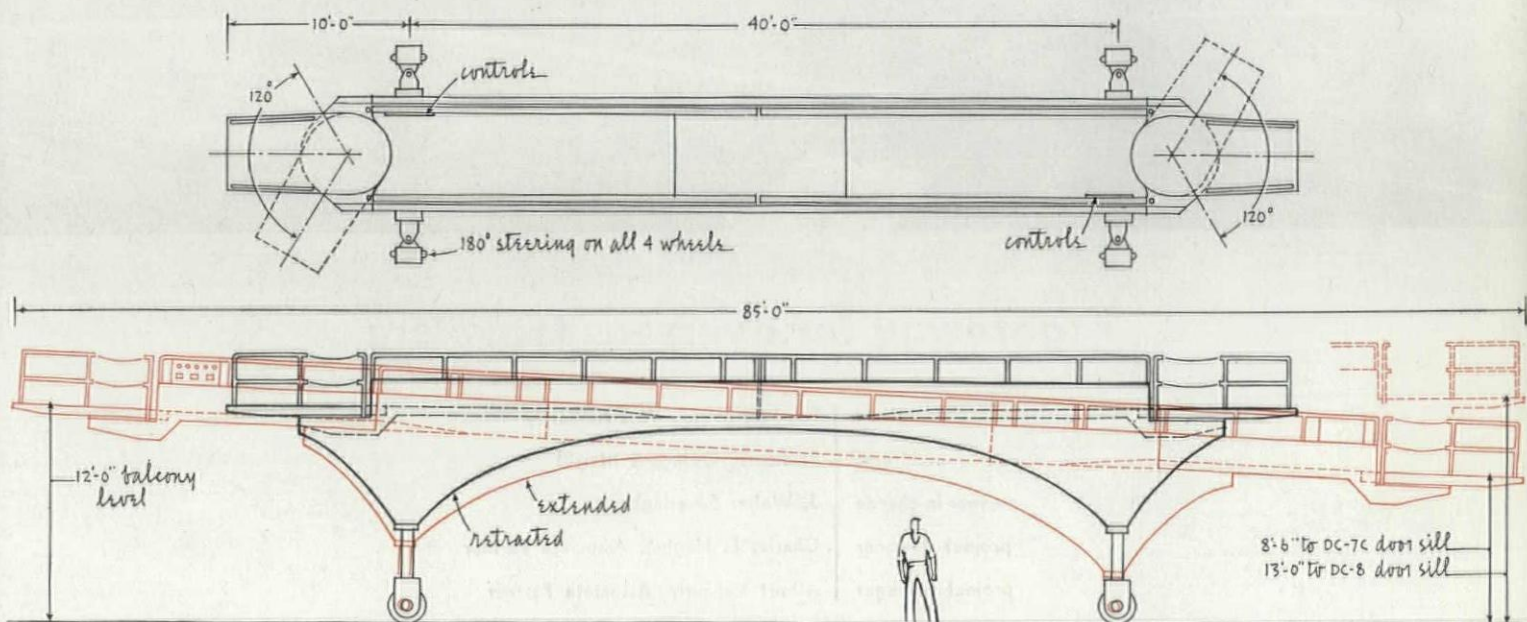 10'-0"
40'-0"
120°
controls
180° steering on all 4 wheels
controls
120°
85'-0"
12'-0" balcony
level
extended
retracted
8'-6" to DC-7C door sill
13'-0" to DC-8 door sill